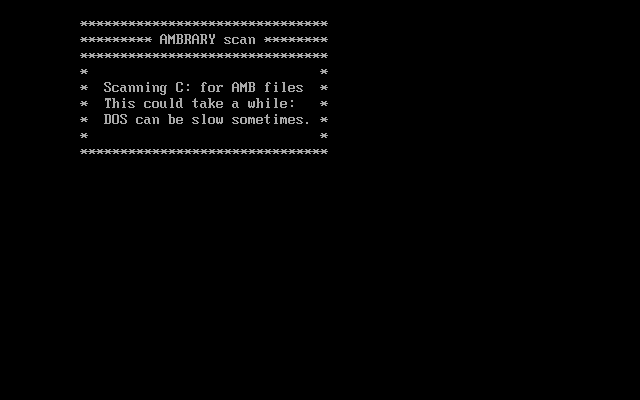 *******************************
********* AMBRARY scan ********
*******************************
*                             *
*  Scanning C: for AMB files  *
*  This could take a while:   *
*  DOS can be slow sometimes. *
*                             *
*******************************